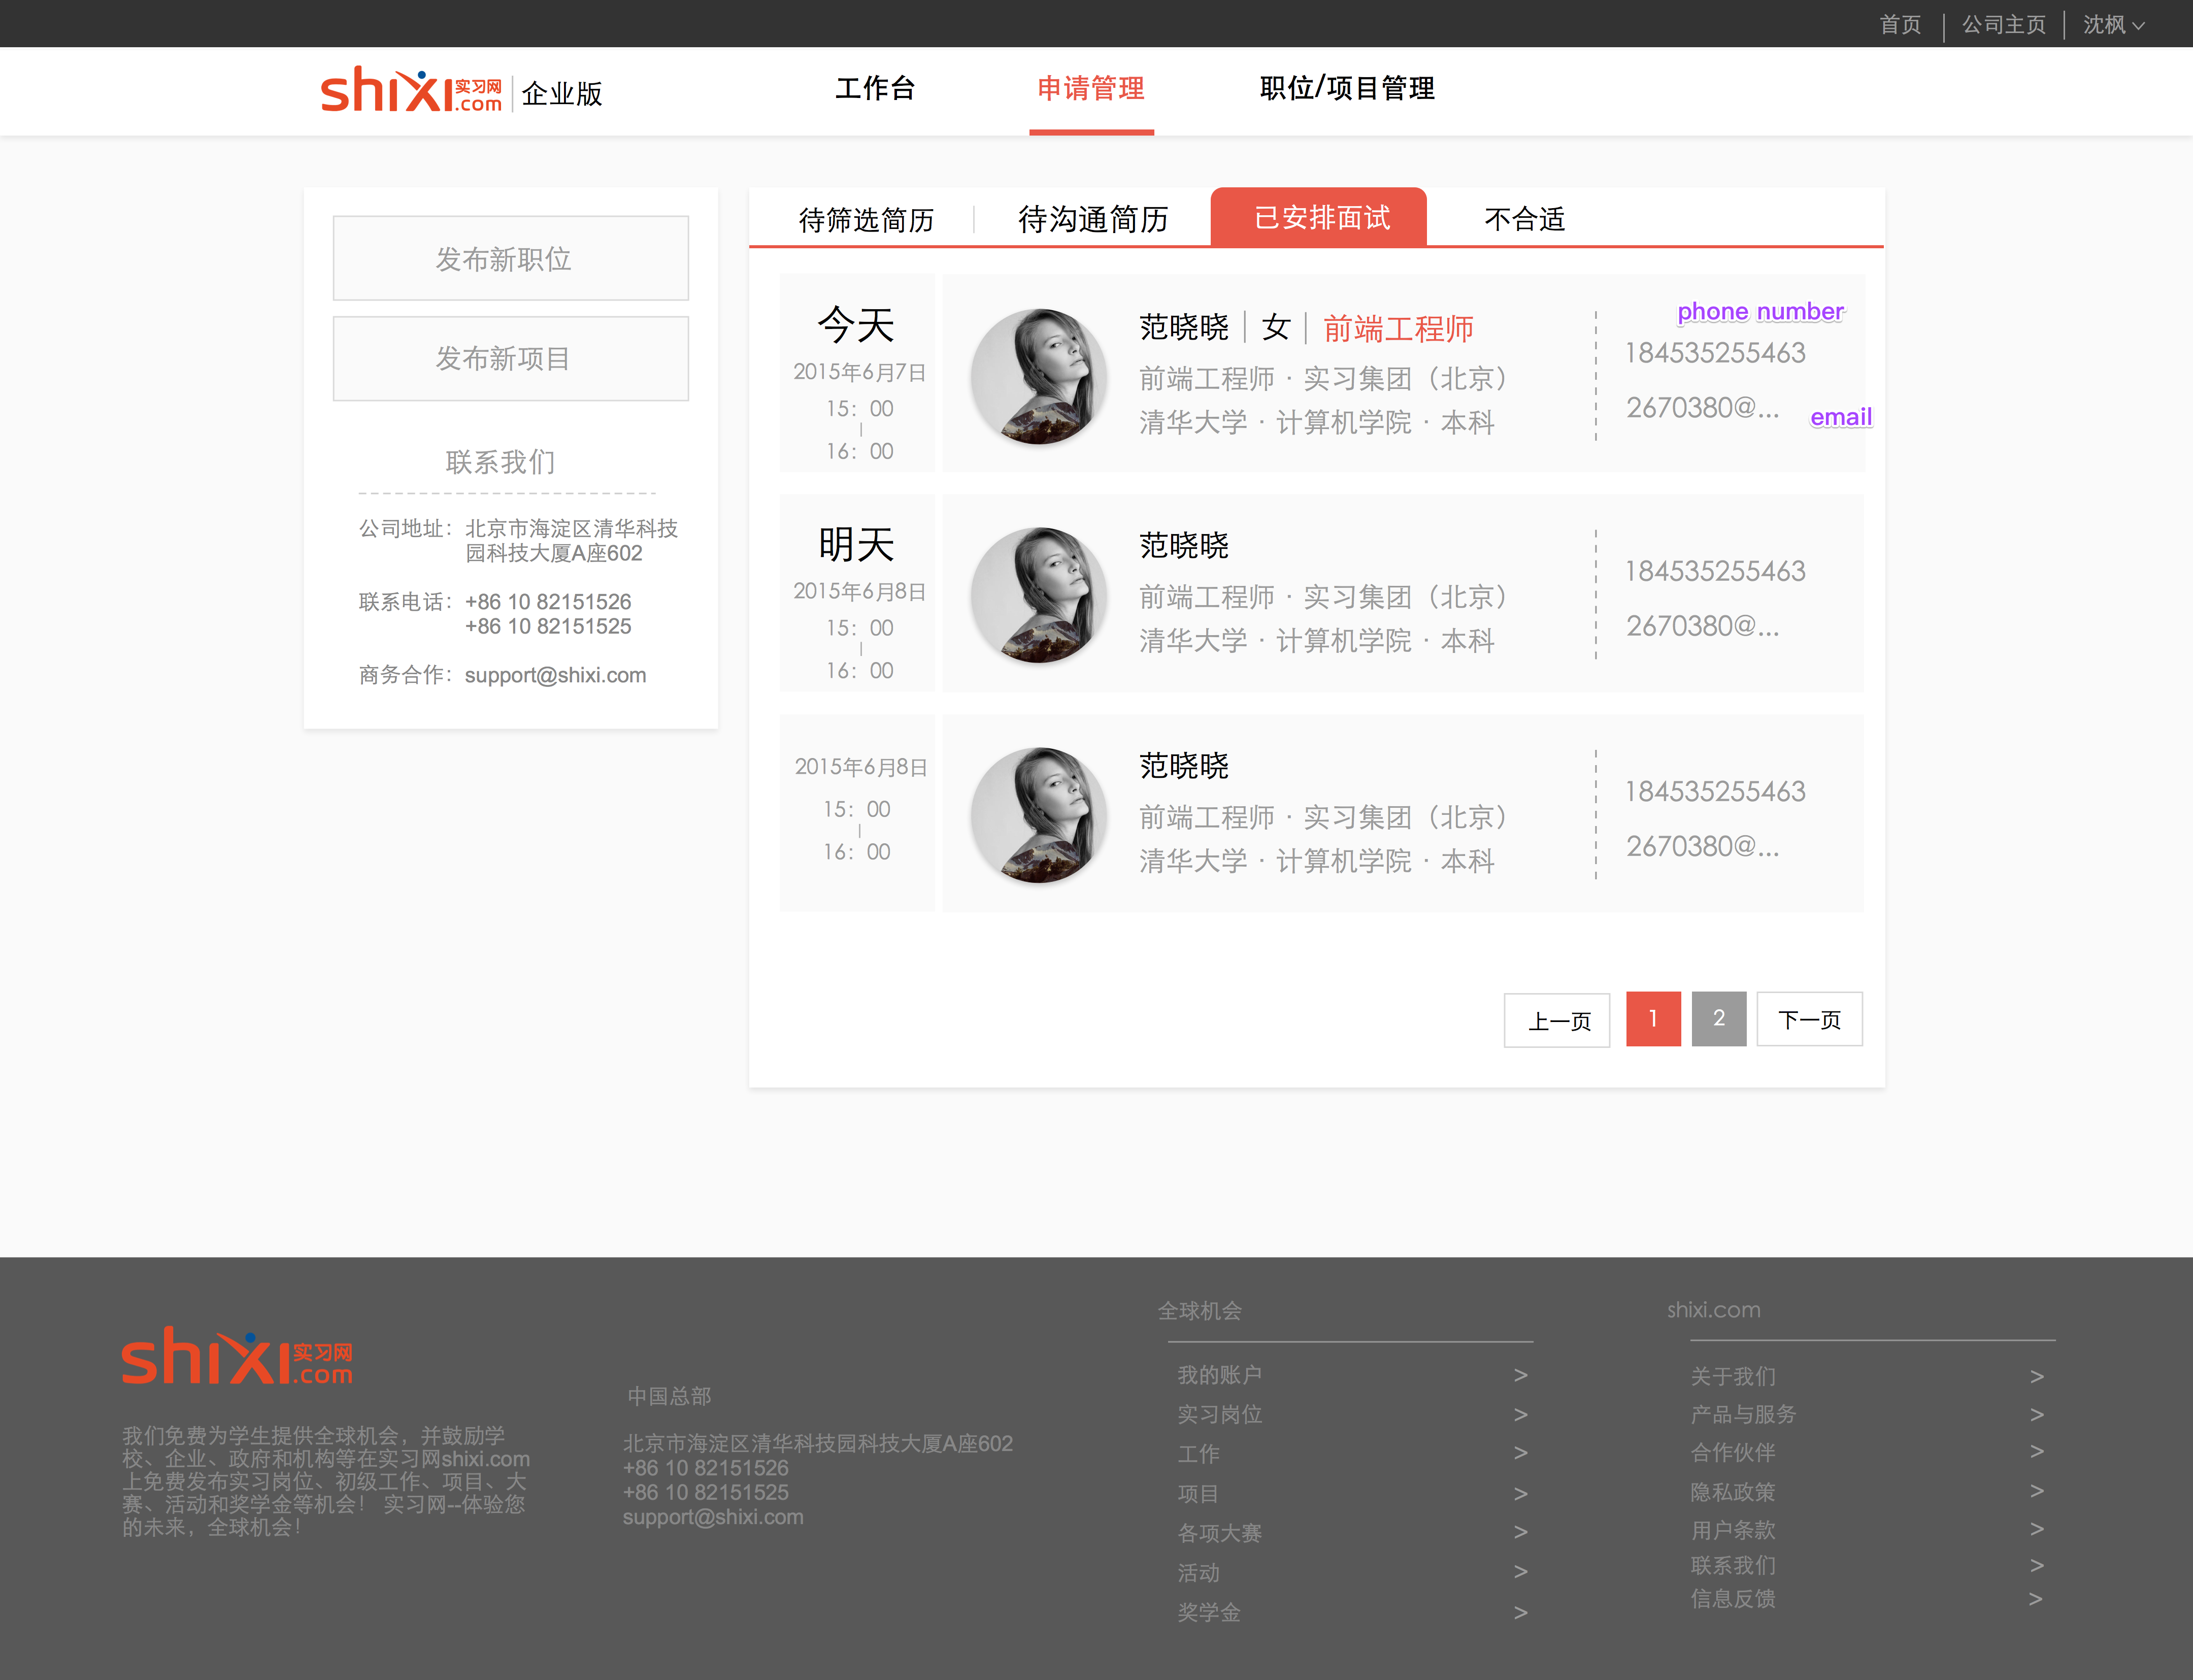 首页 | 公司主页 | 沈枫
shixi实习网.com | 企业版
工作台
申请管理
职位/项目管理
发布新职位
发布新项目
联系我们
公司地址：北京市海淀区清华科技
园科技大厦A座602
联系电话：+86 10 82151526
+86 10 82151525
商务合作：support@shixi.com
待筛选简历 | 待沟通简历
已安排面试
不合适
今天
2015年6月7日
15：00
|
16：00
范晓晓 | 女 | 前端工程师
前端工程师 · 实习集团（北京）
清华大学 · 计算机学院 · 本科
phone number
184535255463
2670380@...
email
明天
2015年6月8日
15：00
|
16：00
范晓晓
前端工程师 · 实习集团（北京）
清华大学 · 计算机学院 · 本科
184535255463
2670380@...
2015年6月8日
15：00
|
16：00
范晓晓
前端工程师 · 实习集团（北京）
清华大学 · 计算机学院 · 本科
184535255463
2670380@...
上一页 1 2 下一页
shixi实习网.com
我们免费为学生提供全球机会，并鼓励学
校、企业、政府和机构等在实习网shixi.com
上免费发布实习岗位、初级工作、项目、大
赛、活动和奖学金等机会！ 实习网--体验您
的未来，全球机会！
中国总部
北京市海淀区清华科技园科技大厦A座602
+86 10 82151526
+86 10 82151525
support@shixi.com
全球机会
我的账户 >
实习岗位 >
工作 >
项目 >
各项大赛 >
活动 >
奖学金 >
shixi.com
关于我们 >
产品与服务 >
合作伙伴 >
隐私政策 >
用户条款 >
联系我们 >
信息反馈 >